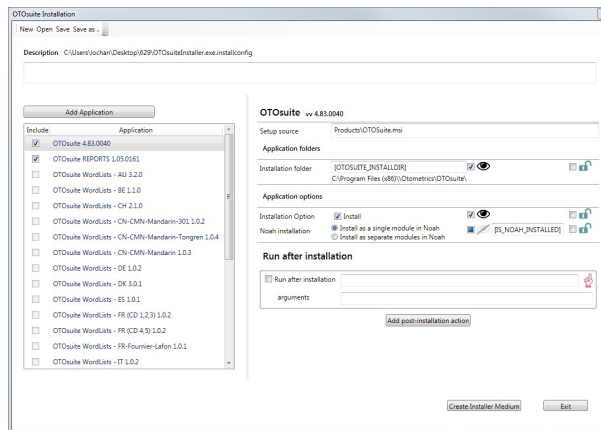 OTOsuite Installation
New Open Save Save as ..
Description C:\Users\lochan\Desktop\629\OTOsuiteInstaller.exe.installconfig
Add Application
Include Application
OTOsuite 4.83.0040
OTOsuite REPORTS 1.05.0161
OTOsuite WordLists - AU 3.2.0
OTOsuite WordLists - BE 1.1.0
OTOsuite WordLists - CH 2.1.0
OTOsuite WordLists - CN-CMN-Mandarin-301 1.0.2
OTOsuite WordLists - CN-CMN-Mandarin-Tongren 1.0.4
OTOsuite WordLists - CN-CMN-Mandarin 1.0.3
OTOsuite WordLists - DE 1.0.2
OTOsuite WordLists - DK 3.0.1
OTOsuite WordLists - ES 1.0.1
OTOsuite WordLists - FR (CD 1,2,3) 1.0.2
OTOsuite WordLists - FR (CD 4,5) 1.0.2
OTOsuite WordLists - FR-Fournier-Lafon 1.0.1
OTOsuite WordLists - IT 1.0.2
OTOsuite vv 4.83.0040
Setup source Products\OTOSuite.msi
Application folders
Installation folder [OTOSUITE_INSTALLDIR]
C:\Program Files (x86)\\Otometrics\OTOsuite\
Application options
Installation Option Install
Noah installation Install as a single module in Noah [IS_NOAH_INSTALLED]
Install as separate modules in Noah
Run after installation
Run after installation
arguments
Add post-installation action
Create Installer Medium Exit